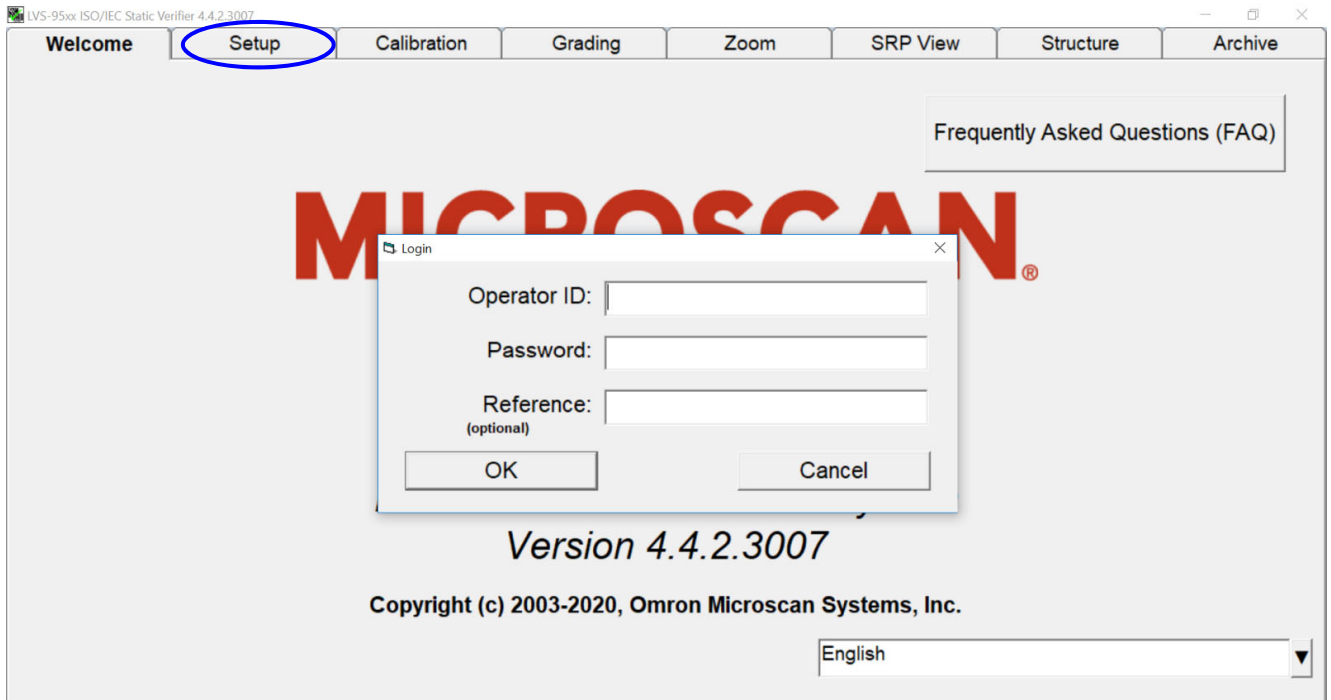 LVS-95xx ISO/IEC Static Verifier 4.4.2.3007
Welcome Setup Calibration Grading Zoom SRP View Structure Archive
Frequently Asked Questions (FAQ)
MICROSCAN®
Login
Operator ID:
Password:
Reference:
(optional)
OK Cancel
Version 4.4.2.3007
Copyright (c) 2003-2020, Omron Microscan Systems, Inc.
English